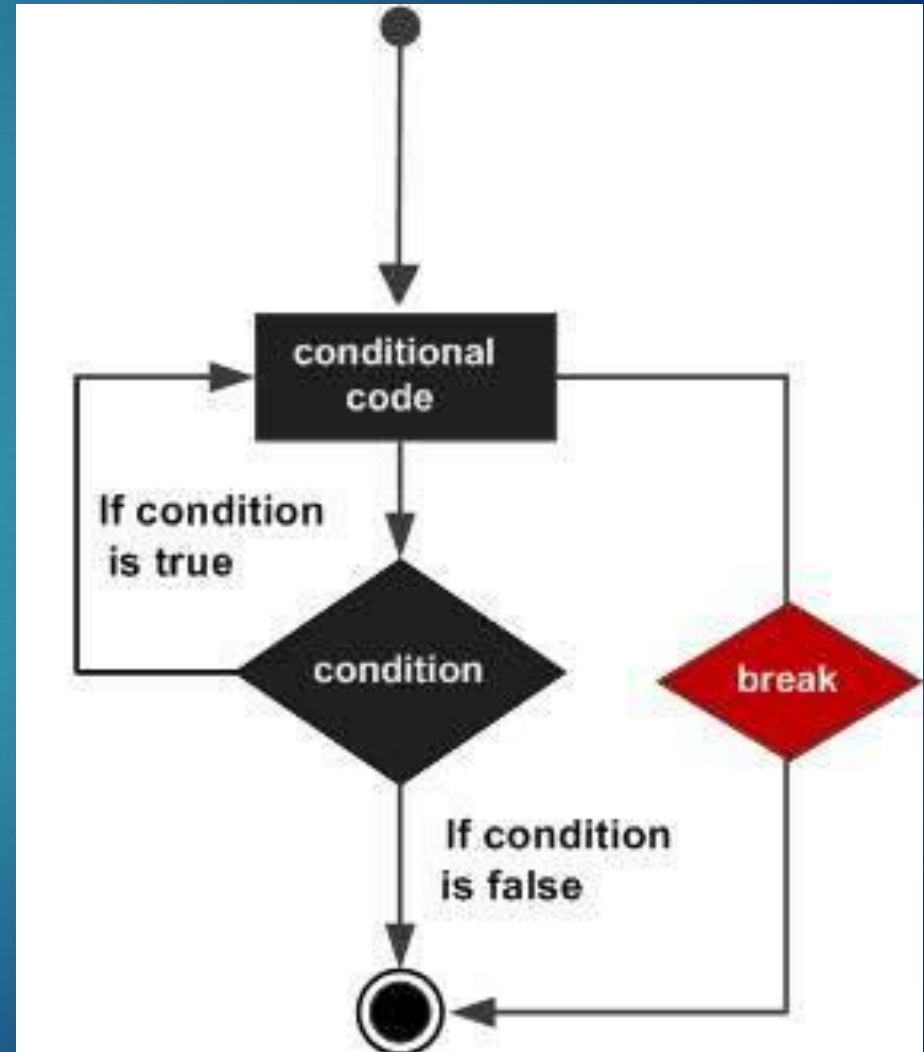 conditional
code
If condition
is true
condition
break
If condition
is false